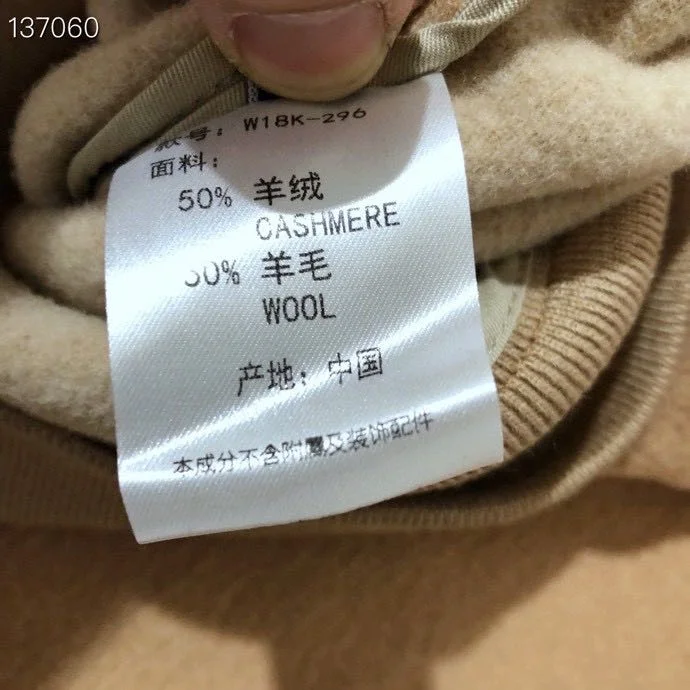 137060
款号: W18K-296
面料:
50% 羊绒
CASHMERE
50% 羊毛
WOOL
产地: 中国
本成分不含附属及装饰配件